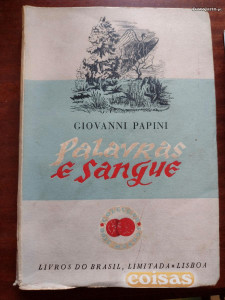 GIOVANNI PAPINI
Palavras
e Sangue
LIVROS DO BRASIL, LIMITADA • LISBOA
coisas